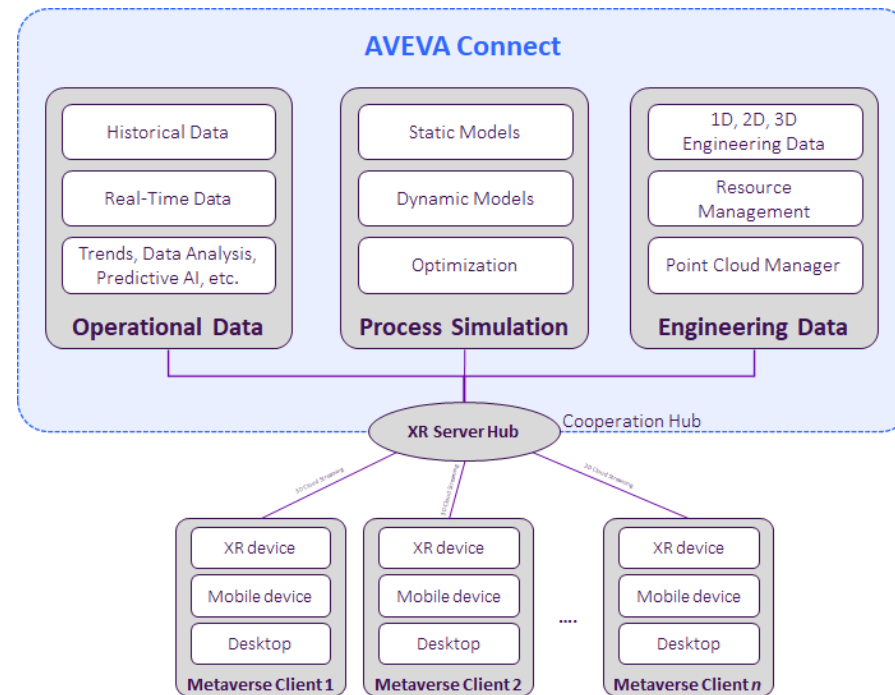 AVEVA Connect
Historical Data
Real-Time Data
Trends, Data Analysis,
Predictive AI, etc.
Operational Data
Static Models
Dynamic Models
Optimization
Process Simulation
1D, 2D, 3D
Engineering Data
Resource
Management
Point Cloud Manager
Engineering Data
XR Server Hub
Cooperation Hub
3D Cloud Streaming
3D Cloud Streaming
3D Cloud Streaming
XR device
Mobile device
Desktop
Metaverse Client 1
XR device
Mobile device
Desktop
Metaverse Client 2
....
XR device
Mobile device
Desktop
Metaverse Client n